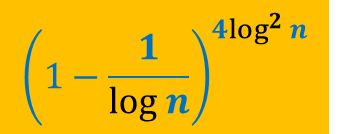 (1 − 1/log n)^(4log² n)